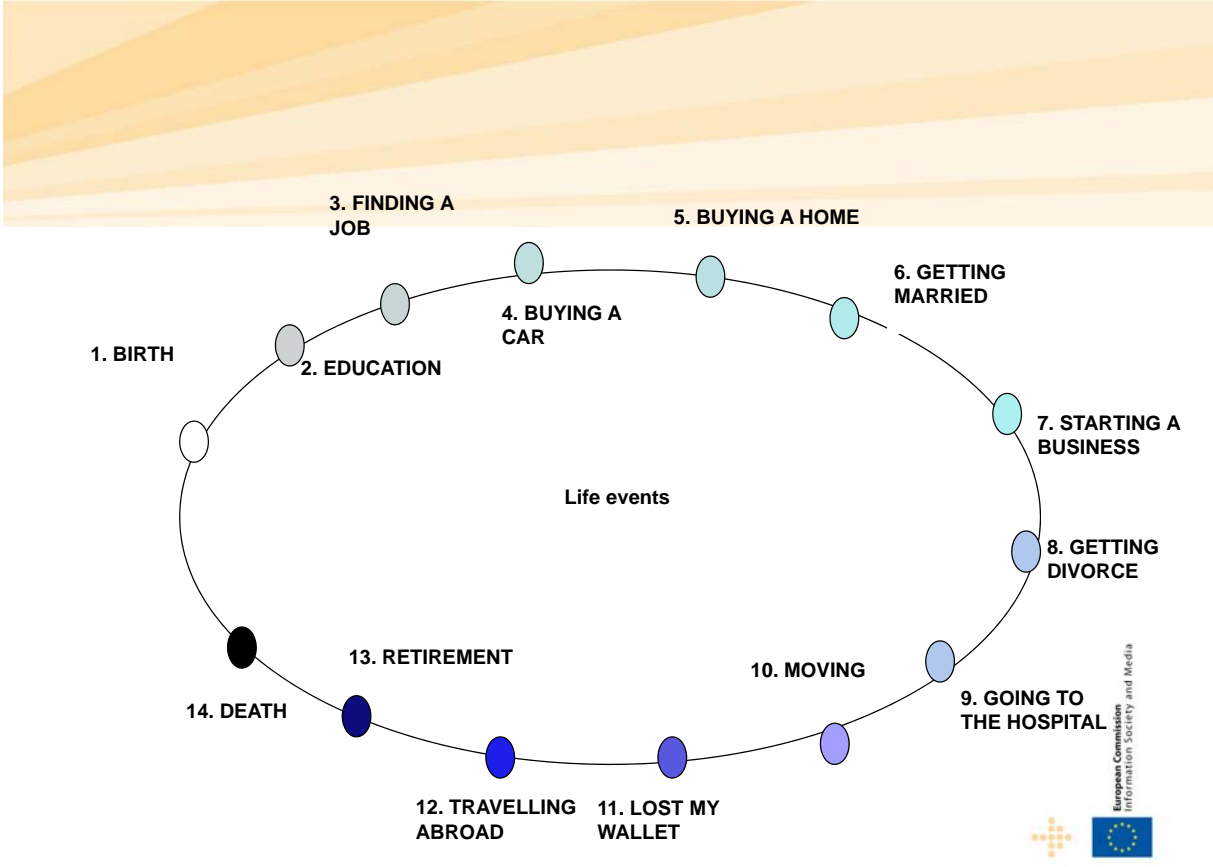 3. FINDING A
JOB
5. BUYING A HOME
6. GETTING
MARRIED
4. BUYING A
CAR
1. BIRTH
2. EDUCATION
7. STARTING A
BUSINESS
Life events
8. GETTING
DIVORCE
13. RETIREMENT
10. MOVING
14. DEATH
9. GOING TO
THE HOSPITAL
12. TRAVELLING
ABROAD
11. LOST MY
WALLET
European Commission
Information Society and Media